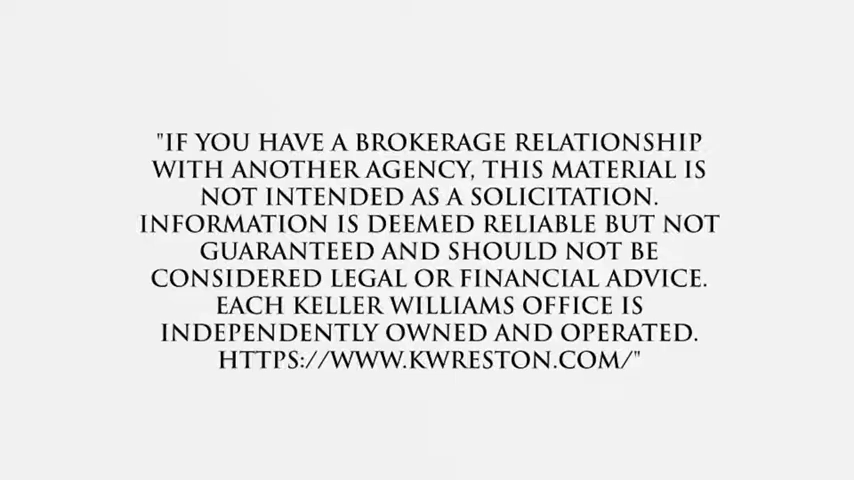 "IF YOU HAVE A BROKERAGE RELATIONSHIP
WITH ANOTHER AGENCY, THIS MATERIAL IS
NOT INTENDED AS A SOLICITATION.
INFORMATION IS DEEMED RELIABLE BUT NOT
GUARANTEED AND SHOULD NOT BE
CONSIDERED LEGAL OR FINANCIAL ADVICE.
EACH KELLER WILLIAMS OFFICE IS
INDEPENDENTLY OWNED AND OPERATED.
HTTPS://WWW.KWRESTON.COM/"